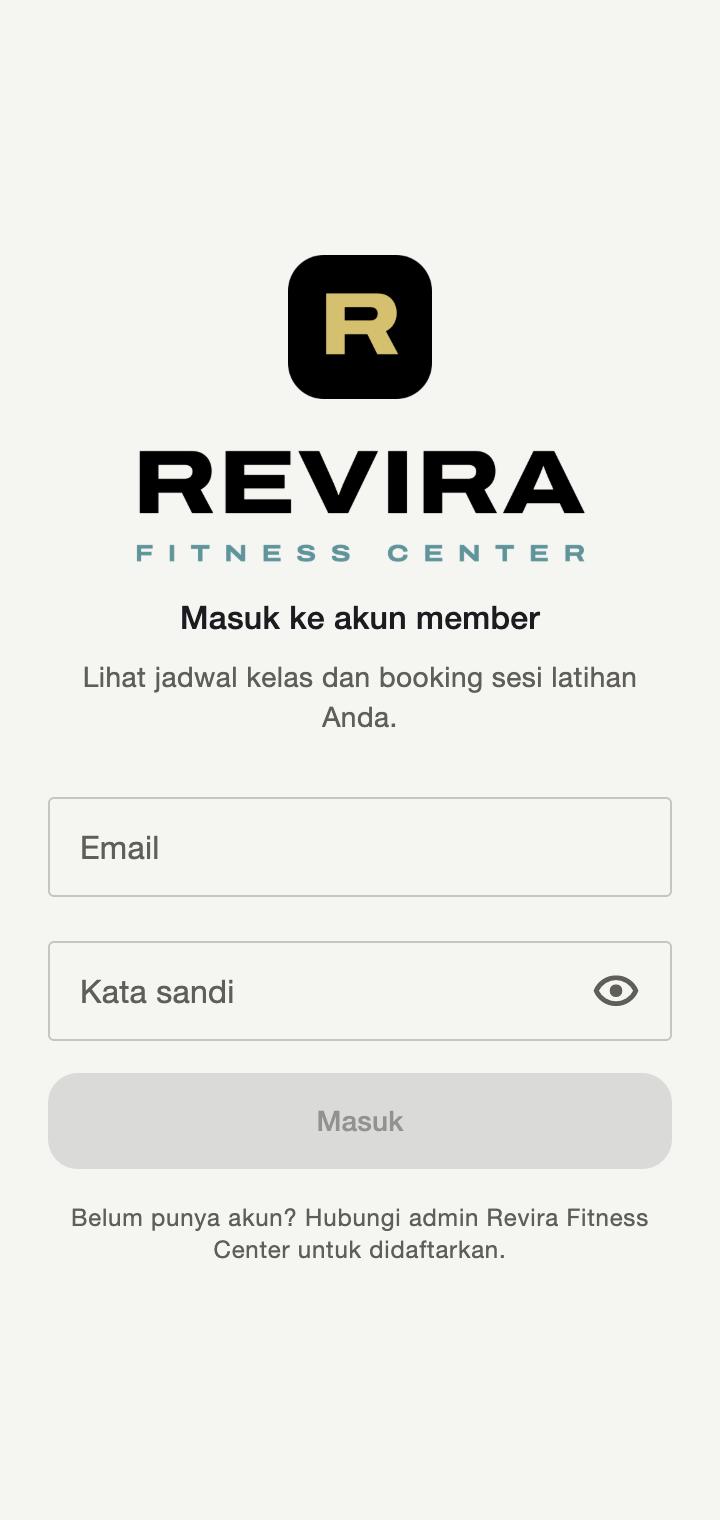 R
REVIRA
FITNESS CENTER
Masuk ke akun member
Lihat jadwal kelas dan booking sesi latihan
Anda.
Email
Kata sandi
Masuk
Belum punya akun? Hubungi admin Revira Fitness
Center untuk didaftarkan.